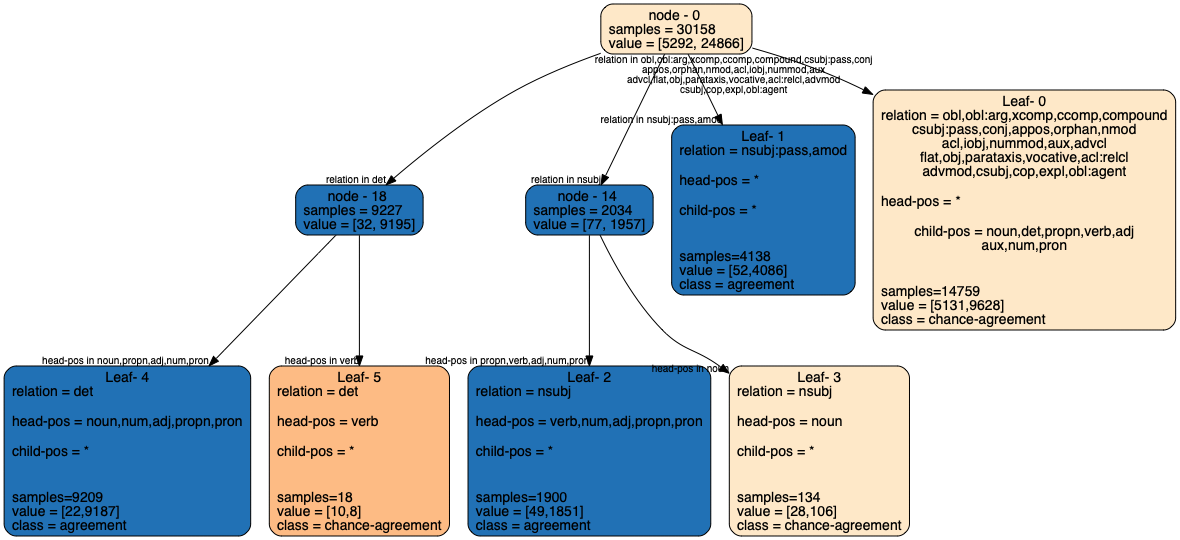 node - 0
samples = 30158
value = [5292, 24866]
relation in obl,obl:arg,xcomp,ccomp,compound,csubj:pass,conj
appos,orphan,nmod,acl,iobj,nummod,aux
advcl,flat,obj,parataxis,vocative,acl:relcl,advmod
csubj,cop,expl,obl:agent
relation in nsubj:pass,amod
relation in det
relation in nsubj
Leaf- 0
relation = obl,obl:arg,xcomp,ccomp,compound
csubj:pass,conj,appos,orphan,nmod
acl,iobj,nummod,aux,advcl
flat,obj,parataxis,vocative,acl:relcl
advmod,csubj,cop,expl,obl:agent
head-pos = *
child-pos = noun,det,propn,verb,adj
aux,num,pron
samples=14759
value = [5131,9628]
class = chance-agreement
Leaf- 1
relation = nsubj:pass,amod
head-pos = *
child-pos = *
samples=4138
value = [52,4086]
class = agreement
node - 18
samples = 9227
value = [32, 9195]
node - 14
samples = 2034
value = [77, 1957]
head-pos in noun,propn,adj,num,pron
head-pos in verb
head-pos in propn,verb,adj,num,pron
head-pos in noun
Leaf- 4
relation = det
head-pos = noun,num,adj,propn,pron
child-pos = *
samples=9209
value = [22,9187]
class = agreement
Leaf- 5
relation = det
head-pos = verb
child-pos = *
samples=18
value = [10,8]
class = chance-agreement
Leaf- 2
relation = nsubj
head-pos = verb,num,adj,propn,pron
child-pos = *
samples=1900
value = [49,1851]
class = agreement
Leaf- 3
relation = nsubj
head-pos = noun
child-pos = *
samples=134
value = [28,106]
class = chance-agreement